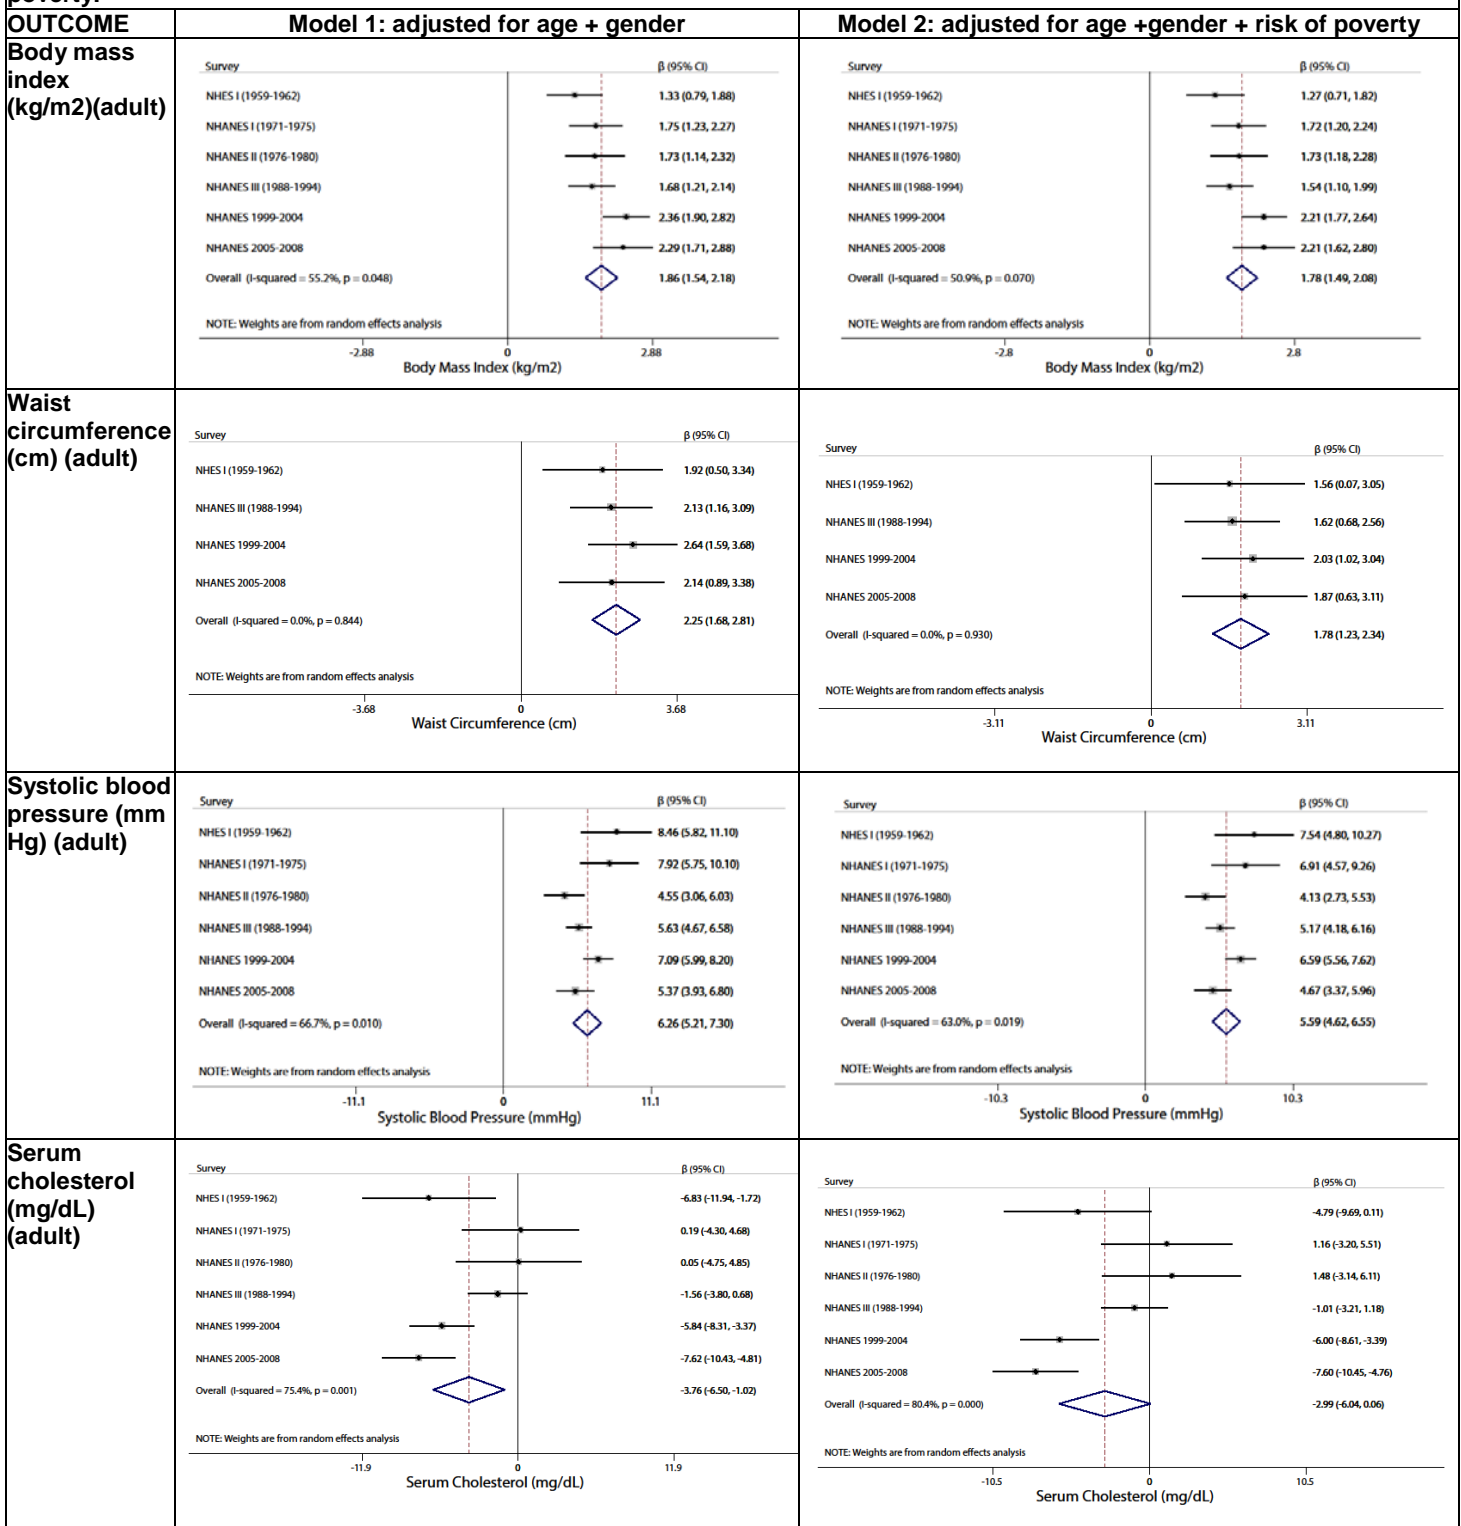 poverty.
OUTCOME Model 1: adjusted for age + gender Model 2: adjusted for age +gender + risk of poverty
Body mass
index
(kg/m2)(adult)
Survey β (95% CI)
NHES I (1959-1962) 1.33 (0.79, 1.88)
NHANES I (1971-1975) 1.75 (1.23, 2.27)
NHANES II (1976-1980) 1.73 (1.14, 2.32)
NHANES III (1988-1994) 1.68 (1.21, 2.14)
NHANES 1999-2004 2.36 (1.90, 2.82)
NHANES 2005-2008 2.29 (1.71, 2.88)
Overall (I-squared = 55.2%, p = 0.048) 1.86 (1.54, 2.18)
NOTE: Weights are from random effects analysis
-2.88 0 2.88
Body Mass Index (kg/m2)
Survey β (95% CI)
NHES I (1959-1962) 1.27 (0.71, 1.82)
NHANES I (1971-1975) 1.72 (1.20, 2.24)
NHANES II (1976-1980) 1.73 (1.18, 2.28)
NHANES III (1988-1994) 1.54 (1.10, 1.99)
NHANES 1999-2004 2.21 (1.77, 2.64)
NHANES 2005-2008 2.21 (1.62, 2.80)
Overall (I-squared = 50.9%, p = 0.070) 1.78 (1.49, 2.08)
NOTE: Weights are from random effects analysis
-2.8 0 2.8
Body Mass Index (kg/m2)
Waist
circumference
(cm) (adult)
Survey β (95% CI)
NHES I (1959-1962) 1.92 (0.50, 3.34)
NHANES III (1988-1994) 2.13 (1.16, 3.09)
NHANES 1999-2004 2.64 (1.59, 3.68)
NHANES 2005-2008 2.14 (0.89, 3.38)
Overall (I-squared = 0.0%, p = 0.844) 2.25 (1.68, 2.81)
NOTE: Weights are from random effects analysis
-3.68 0 3.68
Waist Circumference (cm)
Survey β (95% CI)
NHES I (1959-1962) 1.56 (0.07, 3.05)
NHANES III (1988-1994) 1.62 (0.68, 2.56)
NHANES 1999-2004 2.03 (1.02, 3.04)
NHANES 2005-2008 1.87 (0.63, 3.11)
Overall (I-squared = 0.0%, p = 0.930) 1.78 (1.23, 2.34)
NOTE: Weights are from random effects analysis
-3.11 0 3.11
Waist Circumference (cm)
Systolic blood
pressure (mm
Hg) (adult)
Survey β (95% CI)
NHES I (1959-1962) 8.46 (5.82, 11.10)
NHANES I (1971-1975) 7.92 (5.75, 10.10)
NHANES II (1976-1980) 4.55 (3.06, 6.03)
NHANES III (1988-1994) 5.63 (4.67, 6.58)
NHANES 1999-2004 7.09 (5.99, 8.20)
NHANES 2005-2008 5.37 (3.93, 6.80)
Overall (I-squared = 66.7%, p = 0.010) 6.26 (5.21, 7.30)
NOTE: Weights are from random effects analysis
-11.1 0 11.1
Systolic Blood Pressure (mmHg)
Survey β (95% CI)
NHES I (1959-1962) 7.54 (4.80, 10.27)
NHANES I (1971-1975) 6.91 (4.57, 9.26)
NHANES II (1976-1980) 4.13 (2.73, 5.53)
NHANES III (1988-1994) 5.17 (4.18, 6.16)
NHANES 1999-2004 6.59 (5.56, 7.62)
NHANES 2005-2008 4.67 (3.37, 5.96)
Overall (I-squared = 63.0%, p = 0.019) 5.59 (4.62, 6.55)
NOTE: Weights are from random effects analysis
-10.3 0 10.3
Systolic Blood Pressure (mmHg)
Serum
cholesterol
(mg/dL)
(adult)
Survey β (95% CI)
NHES I (1959-1962) -6.83 (-11.94, -1.72)
NHANES I (1971-1975) 0.19 (-4.30, 4.68)
NHANES II (1976-1980) 0.05 (-4.75, 4.85)
NHANES III (1988-1994) -1.56 (-3.80, 0.68)
NHANES 1999-2004 -5.84 (-8.31, -3.37)
NHANES 2005-2008 -7.62 (-10.43, -4.81)
Overall (I-squared = 75.4%, p = 0.001) -3.76 (-6.50, -1.02)
NOTE: Weights are from random effects analysis
-11.9 0 11.9
Serum Cholesterol (mg/dL)
Survey β (95% CI)
NHES I (1959-1962) -4.79 (-9.69, 0.11)
NHANES I (1971-1975) 1.16 (-3.20, 5.51)
NHANES II (1976-1980) 1.48 (-3.14, 6.11)
NHANES III (1988-1994) -1.01 (-3.21, 1.18)
NHANES 1999-2004 -6.00 (-8.61, -3.39)
NHANES 2005-2008 -7.60 (-10.45, -4.76)
Overall (I-squared = 80.4%, p = 0.000) -2.99 (-6.04, 0.06)
NOTE: Weights are from random effects analysis
-10.5 0 10.5
Serum Cholesterol (mg/dL)